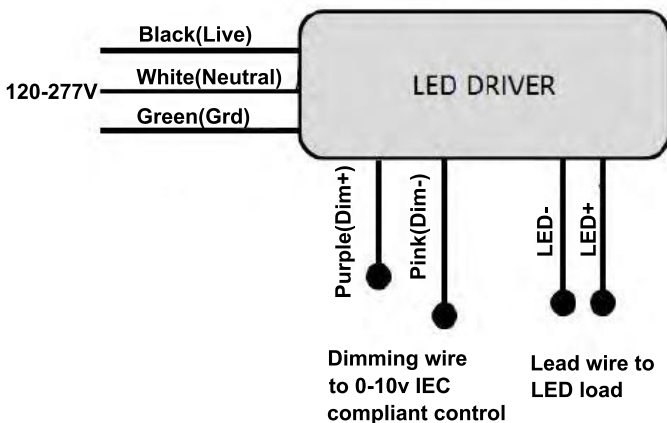 Black(Live)
White(Neutral)
120-277V
Green(Grd)
LED DRIVER
Purple(Dim+)
Pink(Dim-)
LED-
LED+
Dimming wire
to 0-10v IEC
compliant control
Lead wire to
LED load